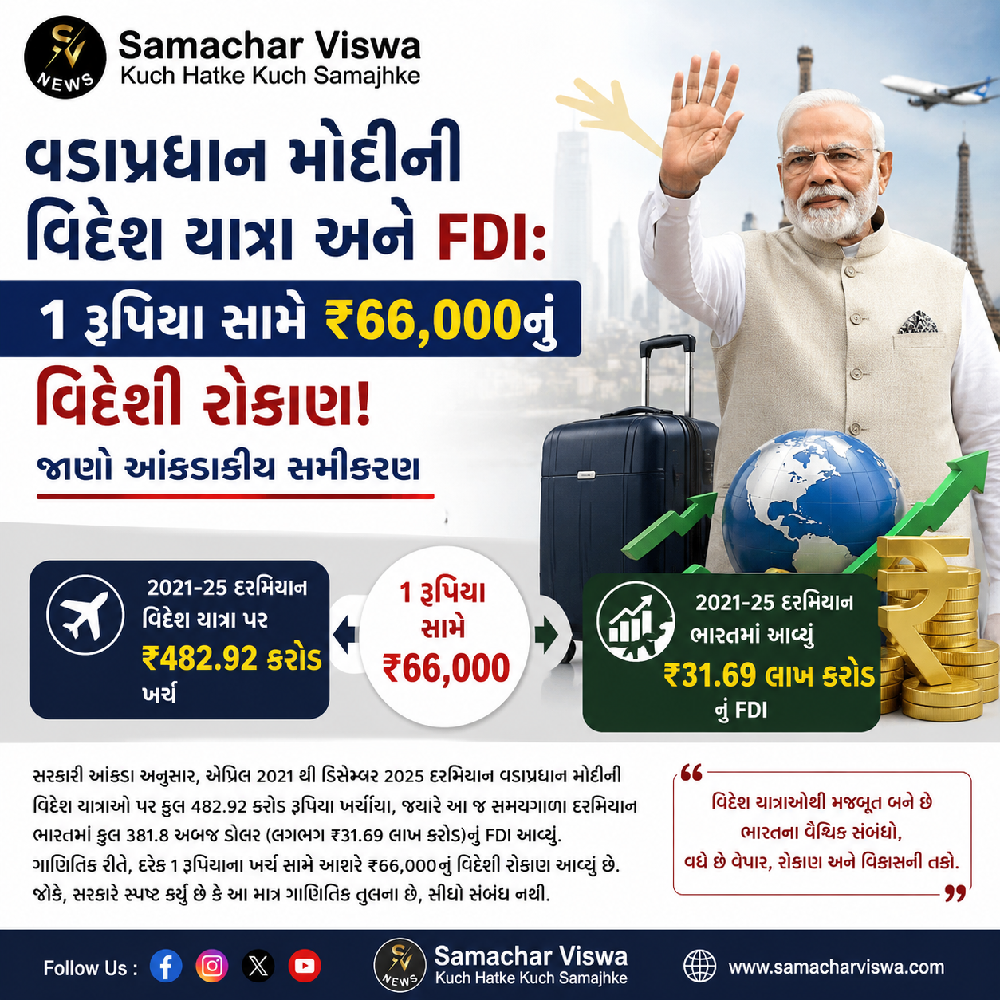 SV
NEWS
Samachar Viswa
Kuch Hatke Kuch Samajhke
વડાપ્રધાન મોદીની
વિદેશ યાત્રા અને FDI:
1 રૂપિયા સામે ₹66,000નું
વિદેશી રોકાણ!
જાણો આંકડાકીય સમીકરણ
2021-25 દરમિયાન
વિદેશ યાત્રા પર
₹482.92 કરોડ
ખર્ચ
1 રૂપિયા
સામે
₹66,000
2021-25 દરમિયાન
ભારતમાં આવ્યું
₹31.69 લાખ કરોડ
નું FDI
સરકારી આંકડા અનુસાર, એપ્રિલ 2021 થી ડિસેમ્બર 2025 દરમિયાન વડાપ્રધાન મોદીની
વિદેશ યાત્રાઓ પર કુલ 482.92 કરોડ રૂપિયા ખર્ચાયા, જ્યારે આ જ સમયગાળા દરમિયાન
ભારતમાં કુલ 381.8 અબજ ડોલર (લગભગ ₹31.69 લાખ કરોડ)નું FDI આવ્યું.
ગાણિતિક રીતે, દરેક 1 રૂપિયાના ખર્ચ સામે આશરે ₹66,000નું વિદેશી રોકાણ આવ્યું છે.
જોકે, સરકારે સ્પષ્ટ કર્યુ છે કે આ માત્ર ગાણિતિક તુલના છે, સીધો સંબંધ નથી.
“
વિદેશ યાત્રાઓથી મજબૂત બને છે
ભારતના વૈશ્વિક સંબંધો,
વધે છે વેપાર, રોકાણ અને વિકાસની તકો.
”
Follow Us :
SV
NEWS
Samachar Viswa
Kuch Hatke Kuch Samajhke
www.samacharviswa.com